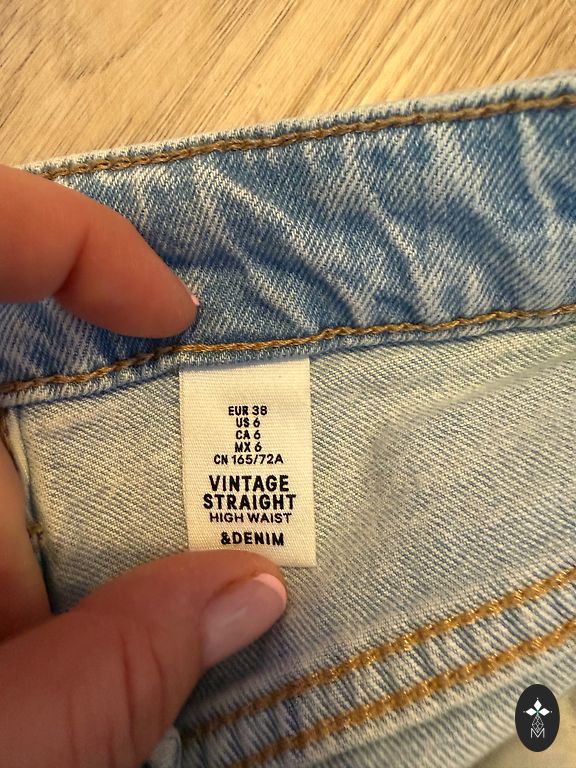 EUR 38
US 6
CA 6
MX 6
CN 165/72A
VINTAGE
STRAIGHT
HIGH WAIST
&DENIM
M